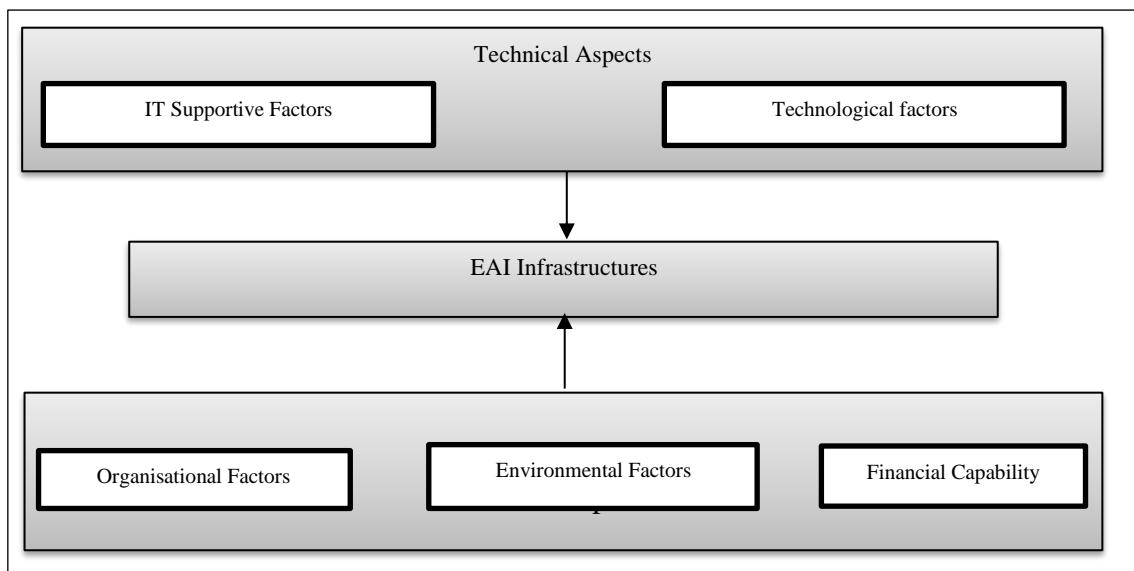 Technical Aspects
IT Supportive Factors
Technological factors
EAI Infrastructures
Organisational Factors
Environmental Factors
Financial Capability